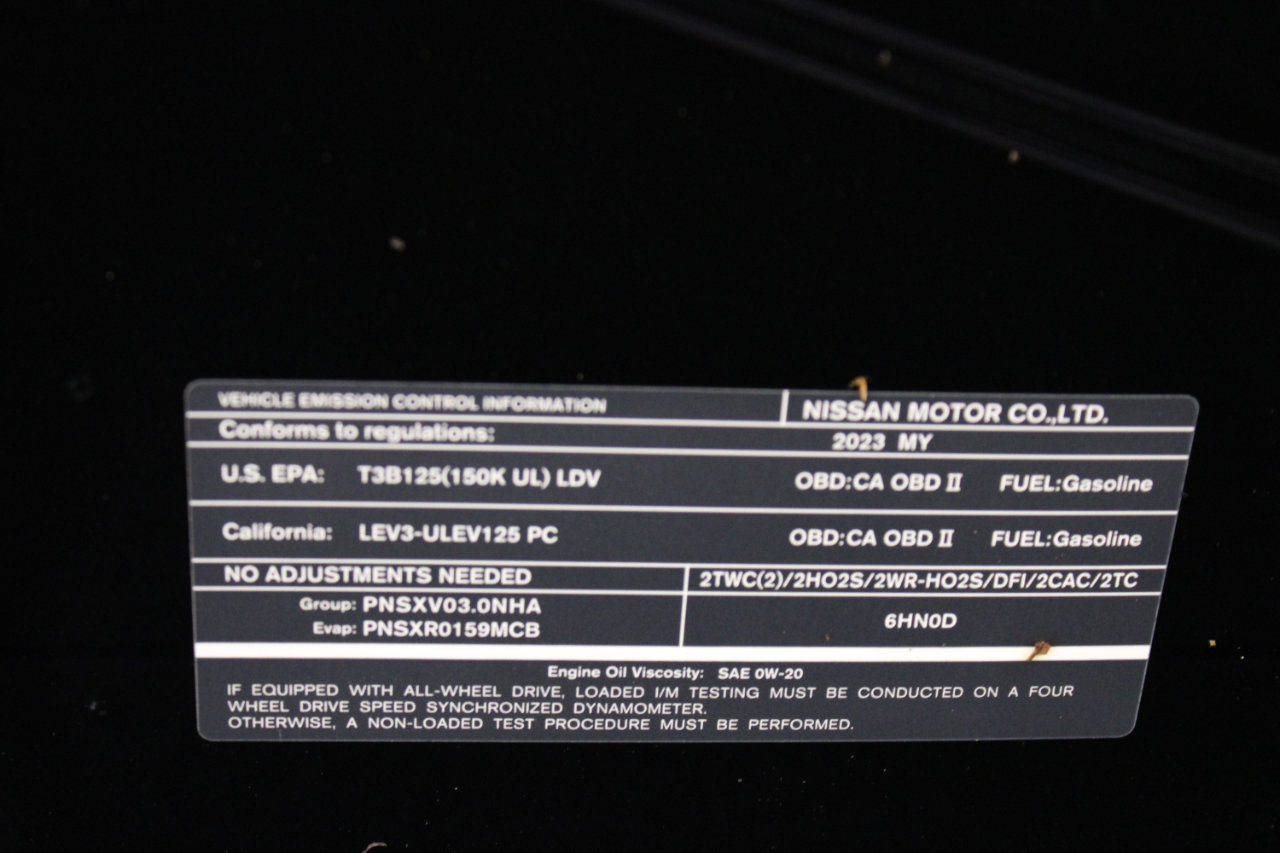 VEHICLE EMISSION CONTROL INFORMATION NISSAN MOTOR CO.,LTD.
Conforms to regulations: 2023 MY
U.S. EPA: T3B125(150K UL) LDV OBD:CA OBD II FUEL:Gasoline
California: LEV3-ULEV125 PC OBD:CA OBD II FUEL:Gasoline
NO ADJUSTMENTS NEEDED 2TWC(2)/2HO2S/2WR-HO2S/DFI/2CAC/2TC
Group: PNSXV03.0NHA
Evap: PNSXR0159MCB
6HN0D
Engine Oil Viscosity: SAE 0W-20
IF EQUIPPED WITH ALL-WHEEL DRIVE, LOADED I/M TESTING MUST BE CONDUCTED ON A FOUR
WHEEL DRIVE SPEED SYNCHRONIZED DYNAMOMETER.
OTHERWISE, A NON-LOADED TEST PROCEDURE MUST BE PERFORMED.